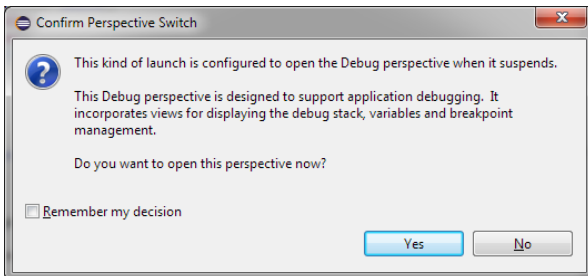 Confirm Perspective Switch
This kind of launch is configured to open the Debug perspective when it suspends.
This Debug perspective is designed to support application debugging.  It
incorporates views for displaying the debug stack, variables and breakpoint
management.
Do you want to open this perspective now?
Remember my decision
Yes
No